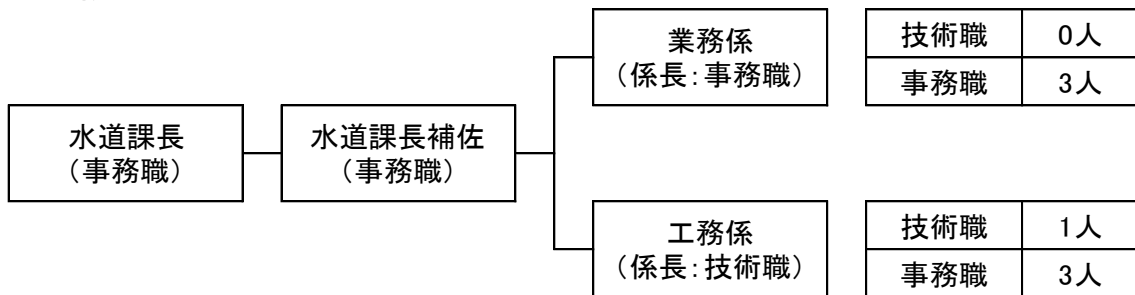 水道課長
（事務職）
水道課長補佐
（事務職）
業務係
（係長：事務職）
技術職 0人
事務職 3人
工務係
（係長：技術職）
技術職 1人
事務職 3人